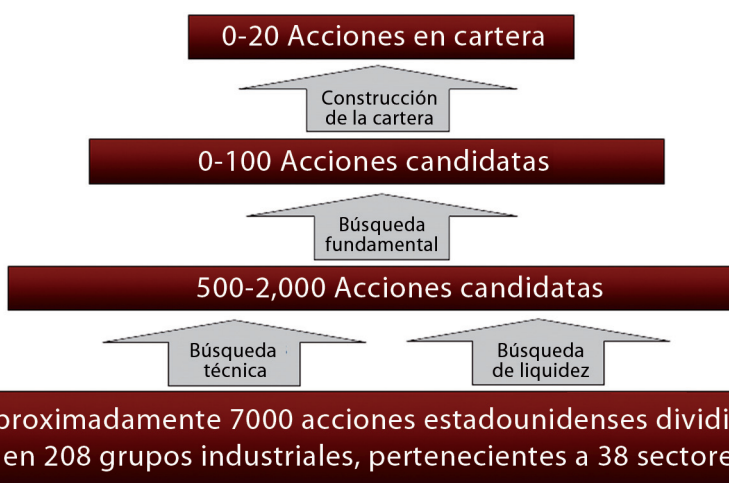 0-20 Acciones en cartera
Construcción
de la cartera
0-100 Acciones candidatas
Búsqueda
fundamental
500-2,000 Acciones candidatas
Búsqueda
técnica
Búsqueda
de liquidez
proximadamente 7000 acciones estadounidenses dividi
en 208 grupos industriales, pertenecientes a 38 sectore